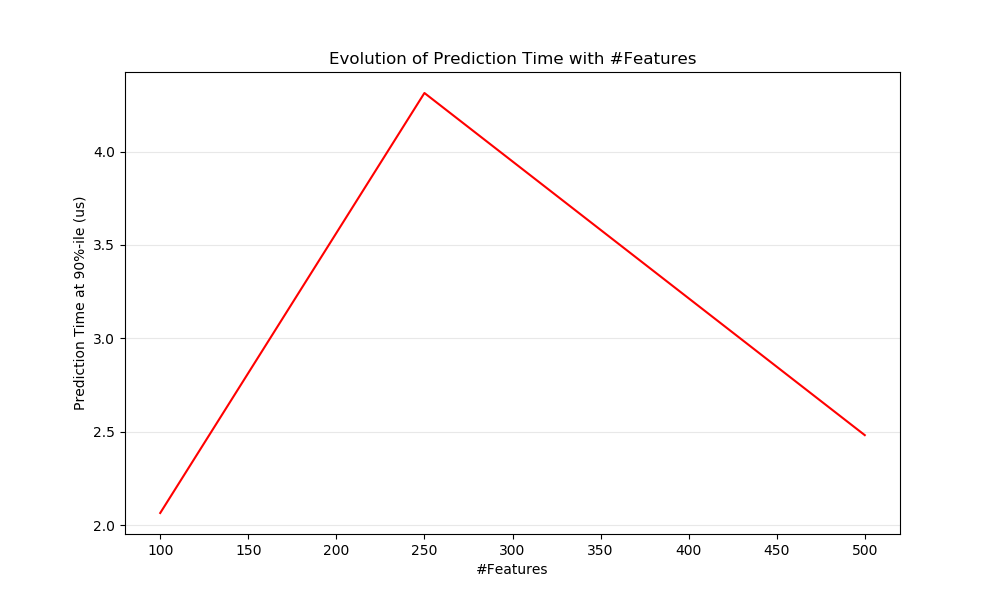 Evolution of Prediction Time with #Features
Prediction Time at 90%-ile (us)
4.0
3.5
3.0
2.5
2.0
100 150 200 250 300 350 400 450 500
#Features